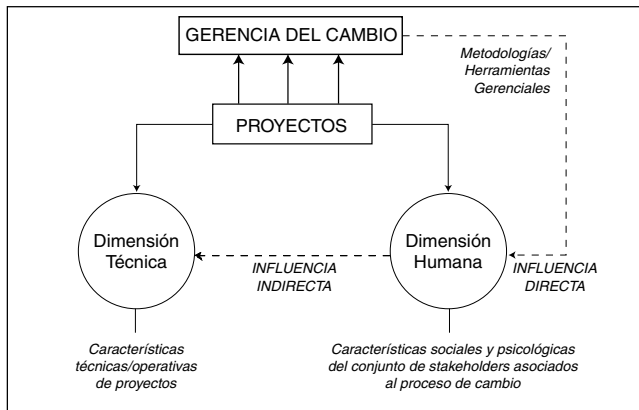 GERENCIA DEL CAMBIO
Metodologías/
Herramientas
Gerenciales
PROYECTOS
Dimensión
Técnica
INFLUENCIA
INDIRECTA
Dimensión
Humana
INFLUENCIA
DIRECTA
Características
técnicas/operativas
de proyectos
Características sociales y psicológicas
del conjunto de stakeholders asociados
al proceso de cambio